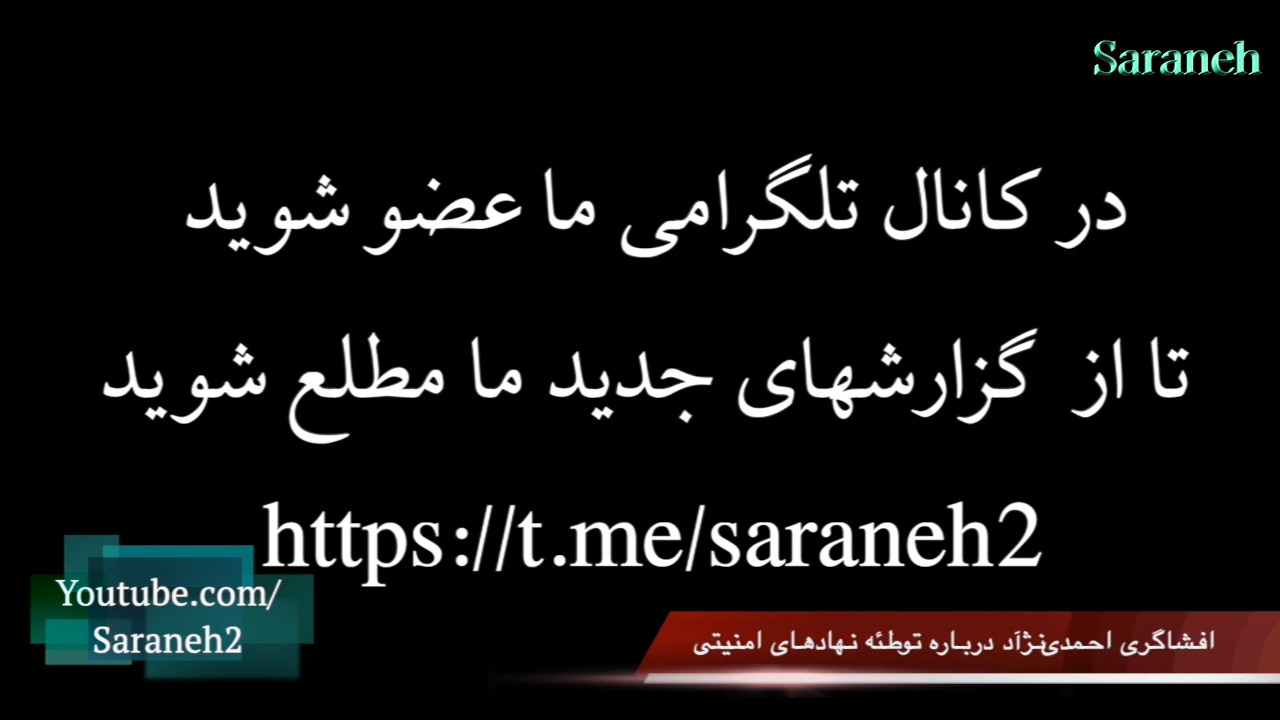 Saraneh
در کانال تلگرامی ما عضو شوید
تا از گزارشهای جدید ما مطلع شوید
https://t.me/saraneh2
Youtube.com/
Saraneh2
افشاگری احمدی‌نژآد درباره توطئه نهادهای امنیتی